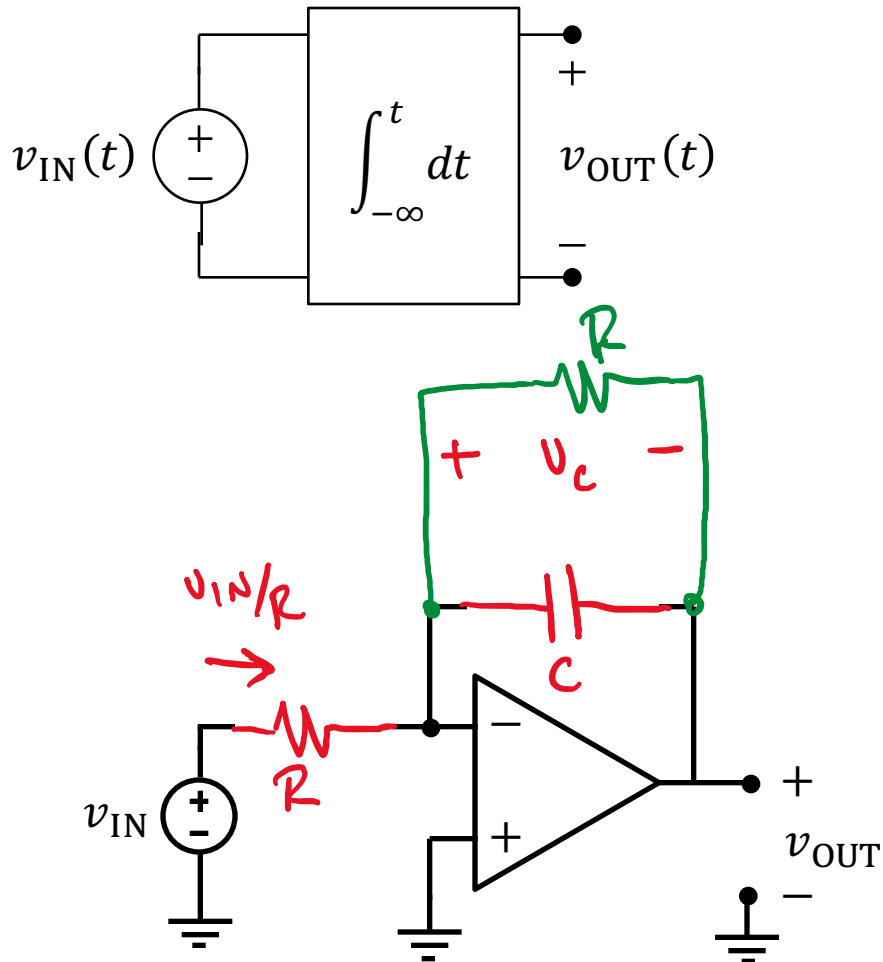 v_IN(t)
+
−
∫_{−∞}^{t} dt
+
v_OUT(t)
−
R
+ v_C −
v_IN/R
C
R
v_IN
+
−
−
+
+
v_OUT
−